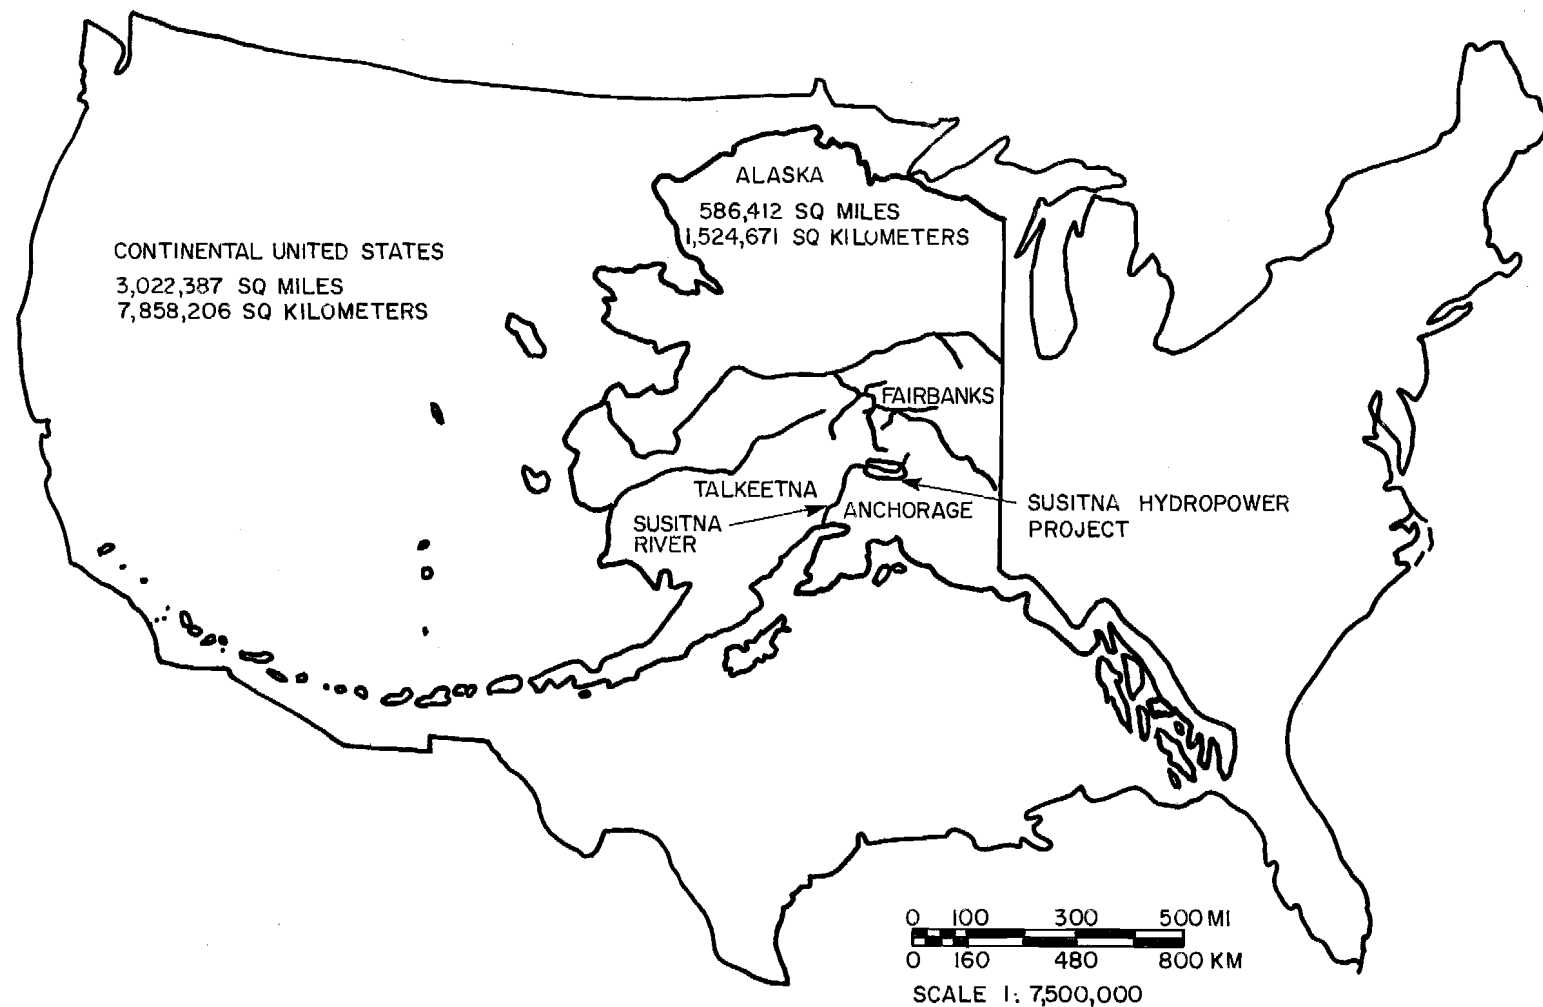 ALASKA
586,412 SQ MILES
1,524,671 SQ KILOMETERS
CONTINENTAL UNITED STATES
3,022,387 SQ MILES
7,858,206 SQ KILOMETERS
FAIRBANKS
TALKEETNA
ANCHORAGE
SUSITNA
RIVER
SUSITNA HYDROPOWER
PROJECT
0 100 300 500 MI
0 160 480 800 KM
SCALE 1: 7,500,000